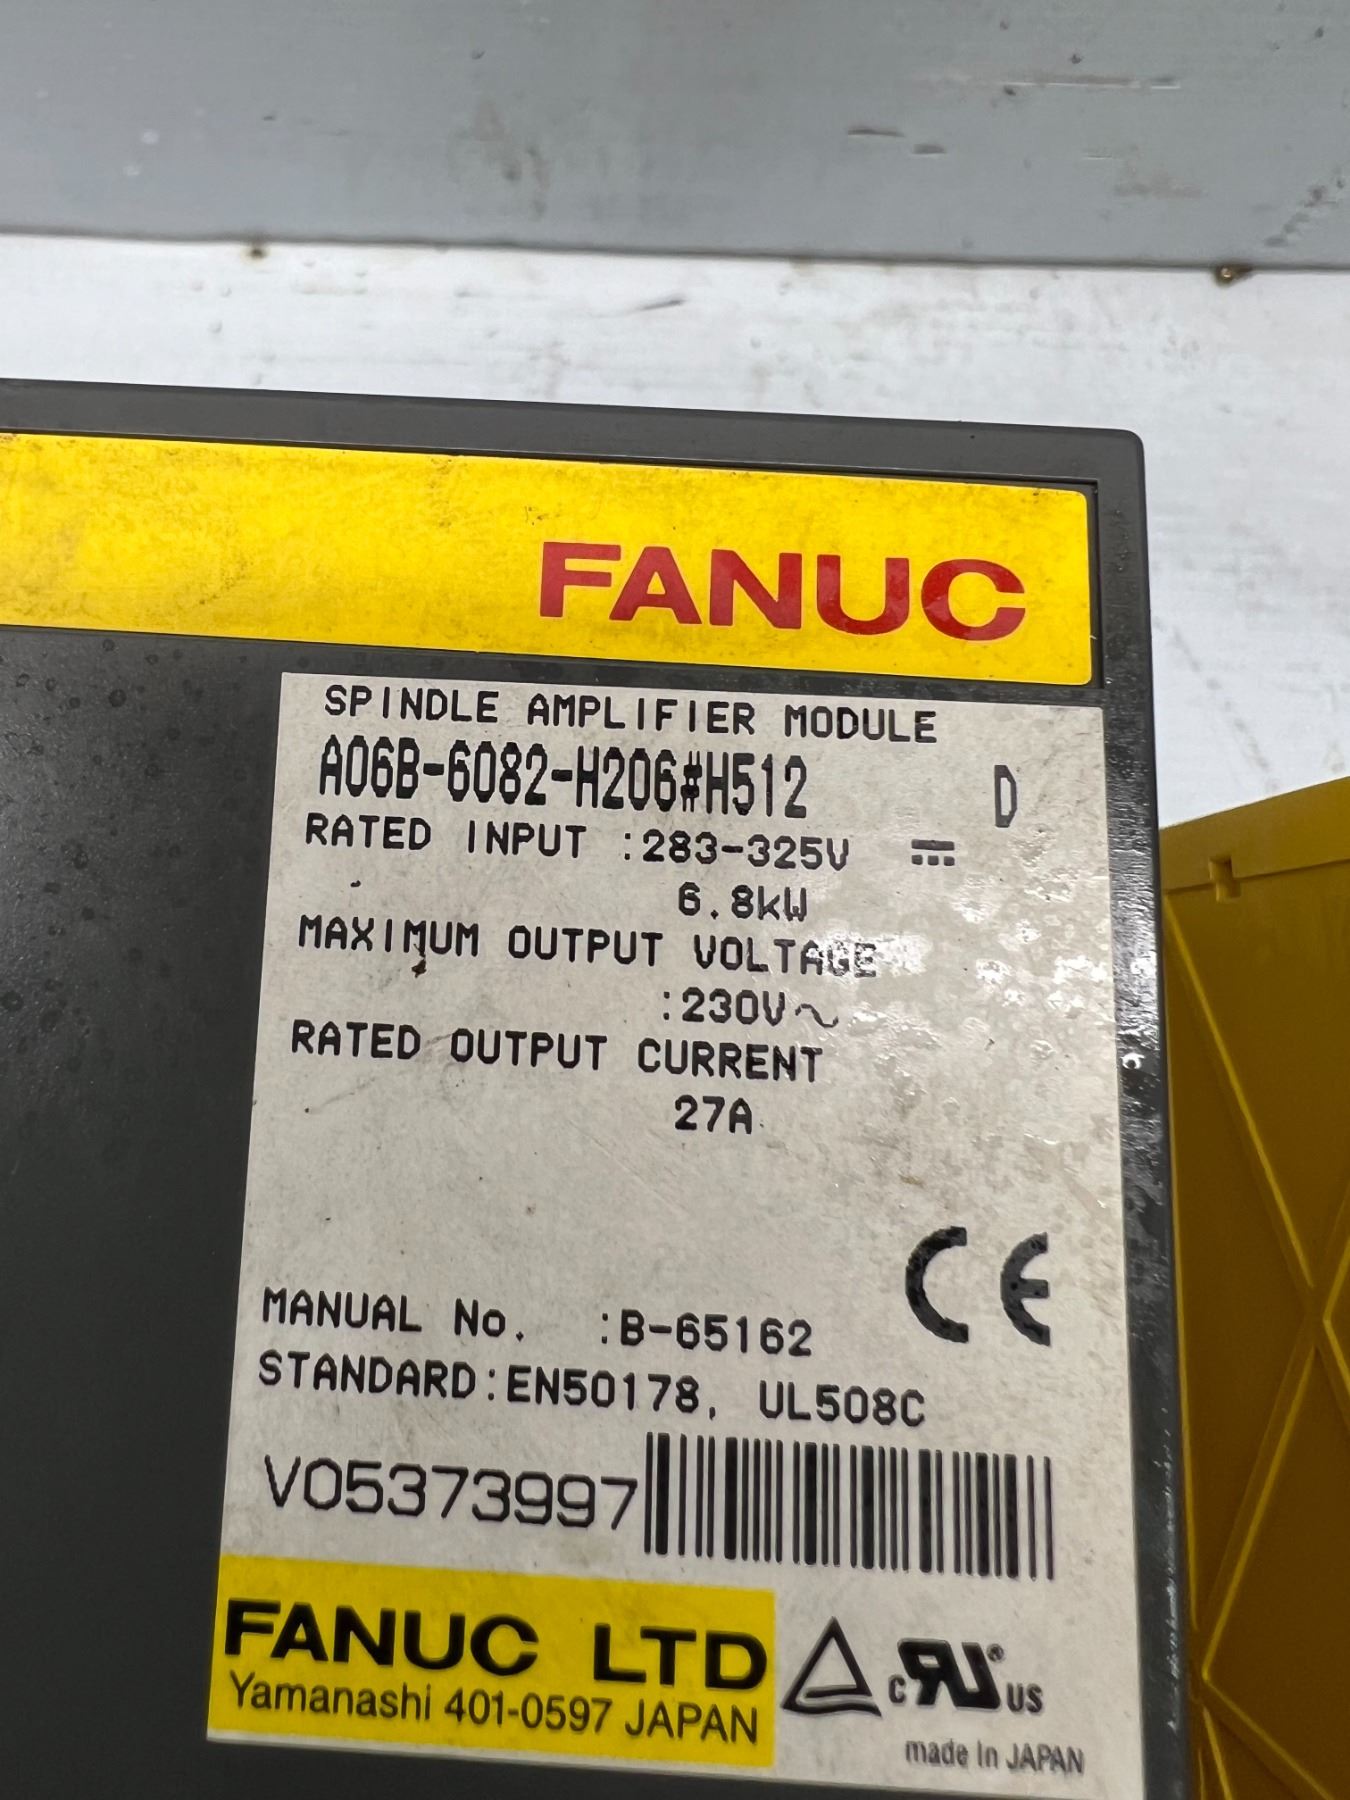 FANUC
SPINDLE AMPLIFIER MODULE
A06B-6082-H206#H512 D
RATED INPUT :283-325V ⎓
6.8kW
MAXIMUM OUTPUT VOLTAGE
:230V～
RATED OUTPUT CURRENT
27A
CE
MANUAL No. :B-65162
STANDARD:EN50178, UL508C
V05373997
FANUC LTD
Yamanashi 401-0597 JAPAN
c RU® US
made In JAPAN